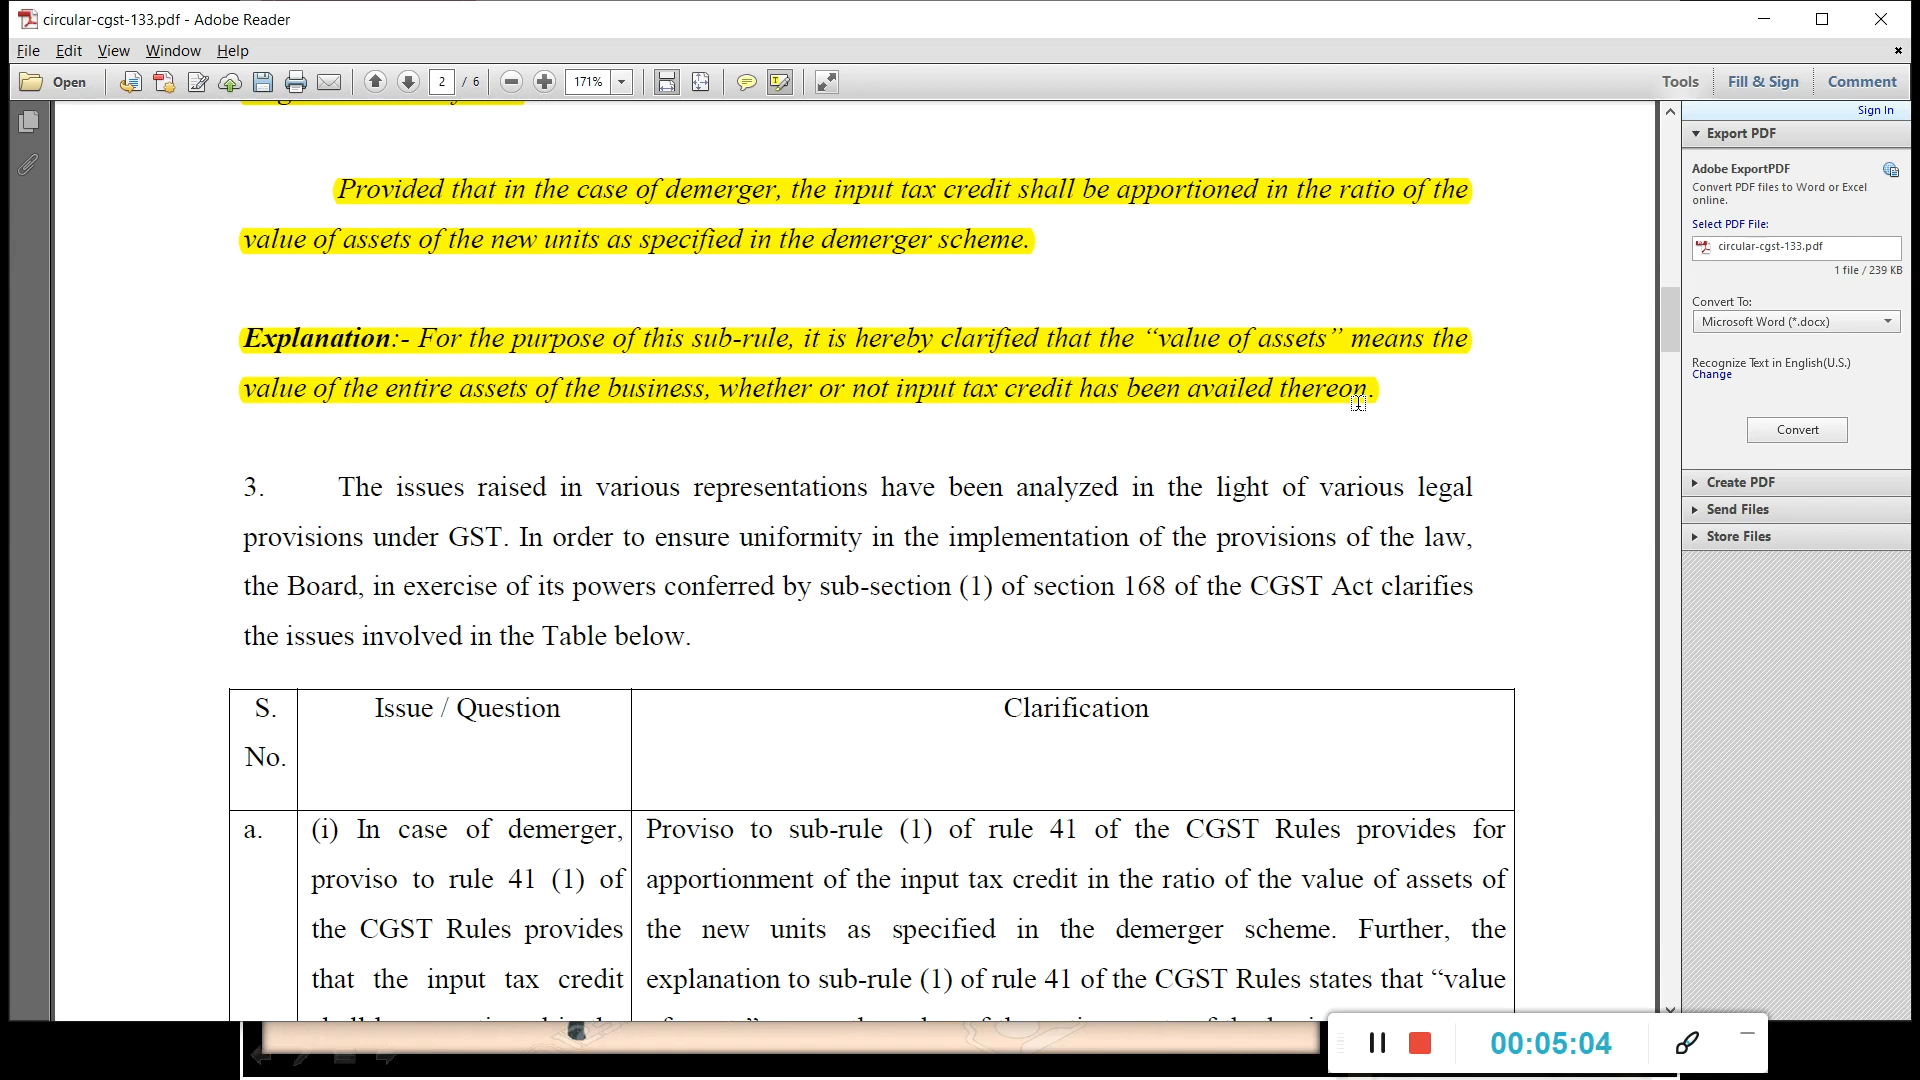 circular-cgst-133.pdf - Adobe Reader
File Edit View Window Help
Open 2 / 6 171% Tools Fill & Sign Comment
Sign In
Export PDF
Adobe ExportPDF
Convert PDF files to Word or Excel
online.
Select PDF File:
circular-cgst-133.pdf
1 file / 239 KB
Convert To:
Microsoft Word (*.docx)
Recognize Text in English(U.S.)
Change
Convert
Create PDF
Send Files
Store Files
Provided that in the case of demerger, the input tax credit shall be apportioned in the ratio of the
value of assets of the new units as specified in the demerger scheme.
Explanation:- For the purpose of this sub-rule, it is hereby clarified that the “value of assets” means the
value of the entire assets of the business, whether or not input tax credit has been availed thereon.
3. The issues raised in various representations have been analyzed in the light of various legal
provisions under GST. In order to ensure uniformity in the implementation of the provisions of the law,
the Board, in exercise of its powers conferred by sub-section (1) of section 168 of the CGST Act clarifies
the issues involved in the Table below.
S.
No.
Issue / Question
Clarification
a.
(i) In case of demerger,
proviso to rule 41 (1) of
the CGST Rules provides
that the input tax credit
Proviso to sub-rule (1) of rule 41 of the CGST Rules provides for
apportionment of the input tax credit in the ratio of the value of assets of
the new units as specified in the demerger scheme. Further, the
explanation to sub-rule (1) of rule 41 of the CGST Rules states that “value
00:05:04